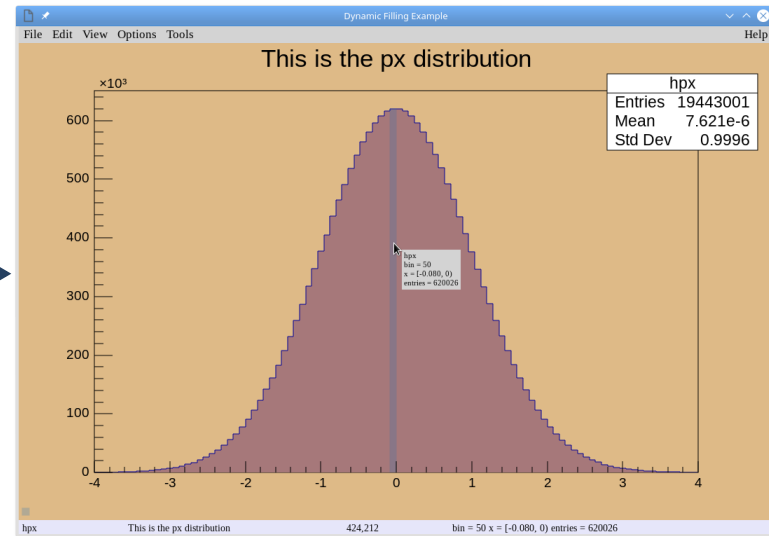 Dynamic Filling Example
File Edit View Options Tools Help
This is the px distribution
×10³
hpx
Entries 19443001
Mean 7.621e-6
Std Dev 0.9996
600
500
400
300
200
100
0
hpx
bin = 50
x = [-0.080, 0)
entries = 620026
-4 -3 -2 -1 0 1 2 3 4
hpx This is the px distribution 424,212 bin = 50 x = [-0.080, 0) entries = 620026